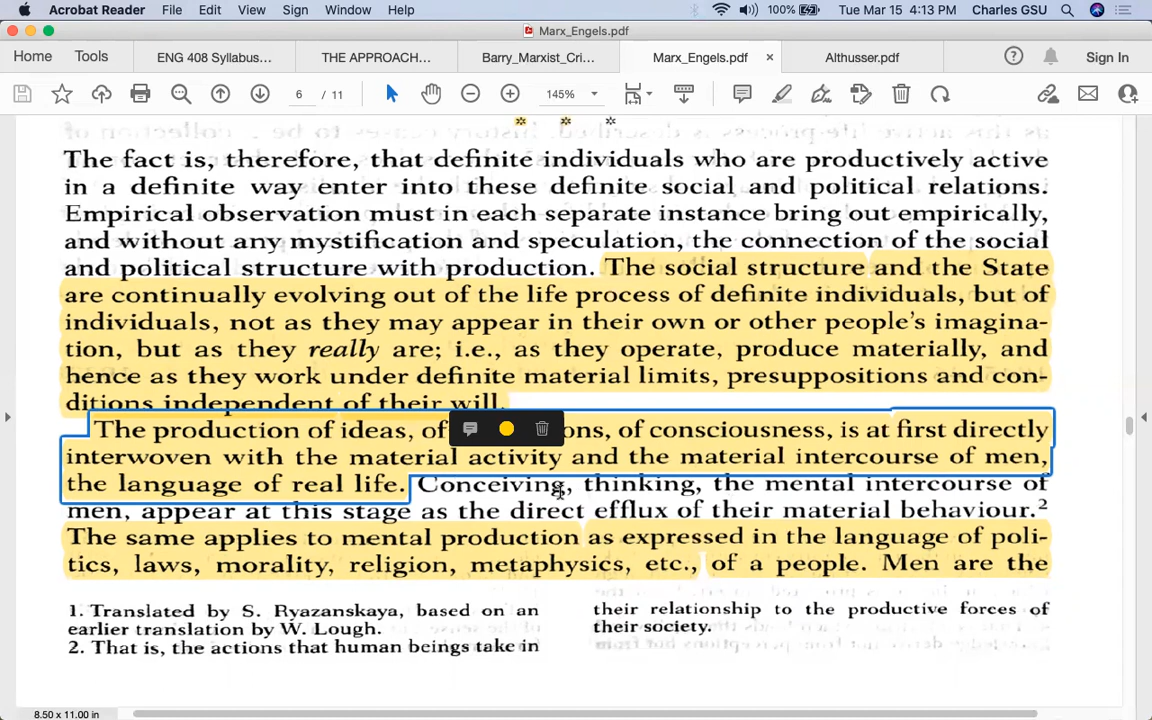 Acrobat Reader File Edit View Sign Window Help 100% Tue Mar 15 4:13 PM Charles GSU
Marx_Engels.pdf
Home Tools ENG 408 Syllabus... THE APPROACH... Barry_Marxist_Cri... Marx_Engels.pdf × Althusser.pdf Sign In
6 / 11 145%
The fact is, therefore, that definite individuals who are productively active
in a definite way enter into these definite social and political relations.
Empirical observation must in each separate instance bring out empirically,
and without any mystification and speculation, the connection of the social
and political structure with production. The social structure and the State
are continually evolving out of the life process of definite individuals, but of
individuals, not as they may appear in their own or other people's imagina-
tion, but as they really are; i.e., as they operate, produce materially, and
hence as they work under definite material limits, presuppositions and con-
ditions independent of their will.
The production of ideas, of ons, of consciousness, is at first directly
interwoven with the material activity and the material intercourse of men,
the language of real life. Conceiving, thinking, the mental intercourse of
men, appear at this stage as the direct efflux of their material behaviour.²
The same applies to mental production as expressed in the language of poli-
tics, laws, morality, religion, metaphysics, etc., of a people. Men are the
1. Translated by S. Ryazanskaya, based on an
earlier translation by W. Lough.
2. That is, the actions that human beings take in
their relationship to the productive forces of
their society.
8.50 x 11.00 in